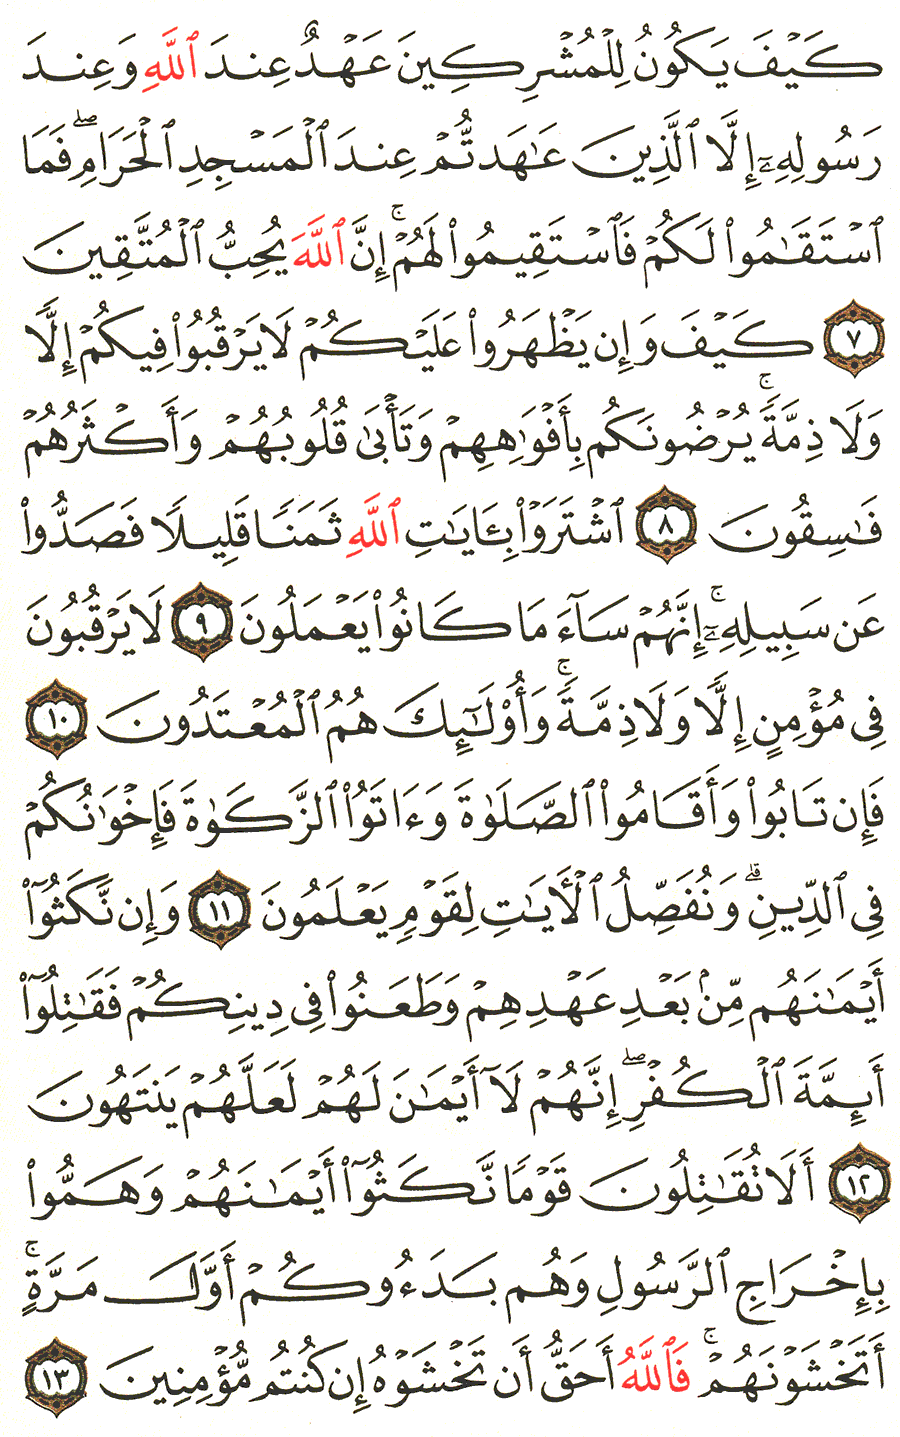 كَيْفَ يَكُونُ لِلْمُشْرِكِينَ عَهْدٌ عِندَ ٱللَّهِ وَعِندَ
رَسُولِهِۦٓ إِلَّا ٱلَّذِينَ عَٰهَدتُّمْ عِندَ ٱلْمَسْجِدِ ٱلْحَرَامِۖ فَمَا
ٱسْتَقَٰمُوا۟ لَكُمْ فَٱسْتَقِيمُوا۟ لَهُمْۚ إِنَّ ٱللَّهَ يُحِبُّ ٱلْمُتَّقِينَ
٧ كَيْفَ وَإِن يَظْهَرُوا۟ عَلَيْكُمْ لَا يَرْقُبُوا۟ فِيكُمْ إِلًّا
وَلَا ذِمَّةًۚ يُرْضُونَكُم بِأَفْوَٰهِهِمْ وَتَأْبَىٰ قُلُوبُهُمْ وَأَكْثَرُهُمْ
فَٰسِقُونَ ٨ ٱشْتَرَوْا۟ بِـَٔايَٰتِ ٱللَّهِ ثَمَنًا قَلِيلًا فَصَدُّوا۟
عَن سَبِيلِهِۦٓۚ إِنَّهُمْ سَآءَ مَا كَانُوا۟ يَعْمَلُونَ ٩ لَا يَرْقُبُونَ
فِى مُؤْمِنٍ إِلًّا وَلَا ذِمَّةًۚ وَأُو۟لَٰٓئِكَ هُمُ ٱلْمُعْتَدُونَ ١٠
فَإِن تَابُوا۟ وَأَقَامُوا۟ ٱلصَّلَوٰةَ وَءَاتَوُا۟ ٱلزَّكَوٰةَ فَإِخْوَٰنُكُمْ
فِى ٱلدِّينِۗ وَنُفَصِّلُ ٱلْـَٔايَٰتِ لِقَوْمٍ يَعْلَمُونَ ١١ وَإِن نَّكَثُوٓا۟
أَيْمَٰنَهُم مِّنۢ بَعْدِ عَهْدِهِمْ وَطَعَنُوا۟ فِى دِينِكُمْ فَقَٰتِلُوٓا۟
أَئِمَّةَ ٱلْكُفْرِۖ إِنَّهُمْ لَآ أَيْمَٰنَ لَهُمْ لَعَلَّهُمْ يَنتَهُونَ
١٢ أَلَا تُقَٰتِلُونَ قَوْمًا نَّكَثُوٓا۟ أَيْمَٰنَهُمْ وَهَمُّوا۟
بِإِخْرَاجِ ٱلرَّسُولِ وَهُم بَدَءُوكُمْ أَوَّلَ مَرَّةٍۚ
أَتَخْشَوْنَهُمْۚ فَٱللَّهُ أَحَقُّ أَن تَخْشَوْهُ إِن كُنتُم مُّؤْمِنِينَ ١٣